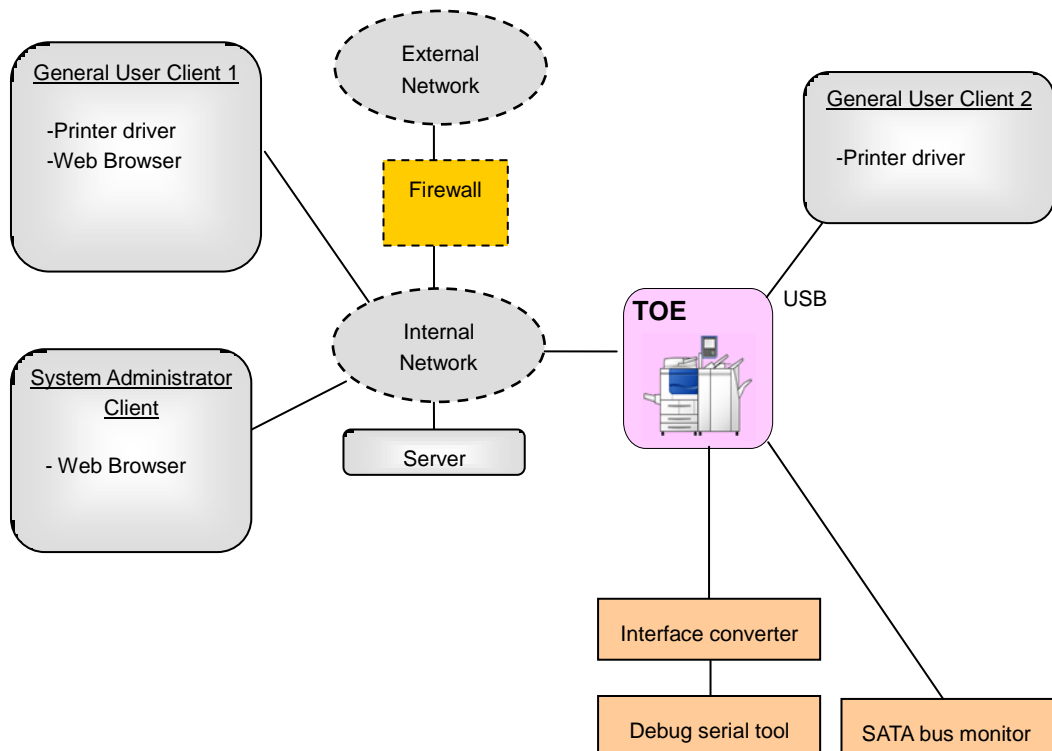 General User Client 1
-Printer driver
-Web Browser
External
Network
Firewall
General User Client 2
-Printer driver
USB
TOE
Internal
Network
System Administrator
Client
- Web Browser
Server
Interface converter
Debug serial tool
SATA bus monitor